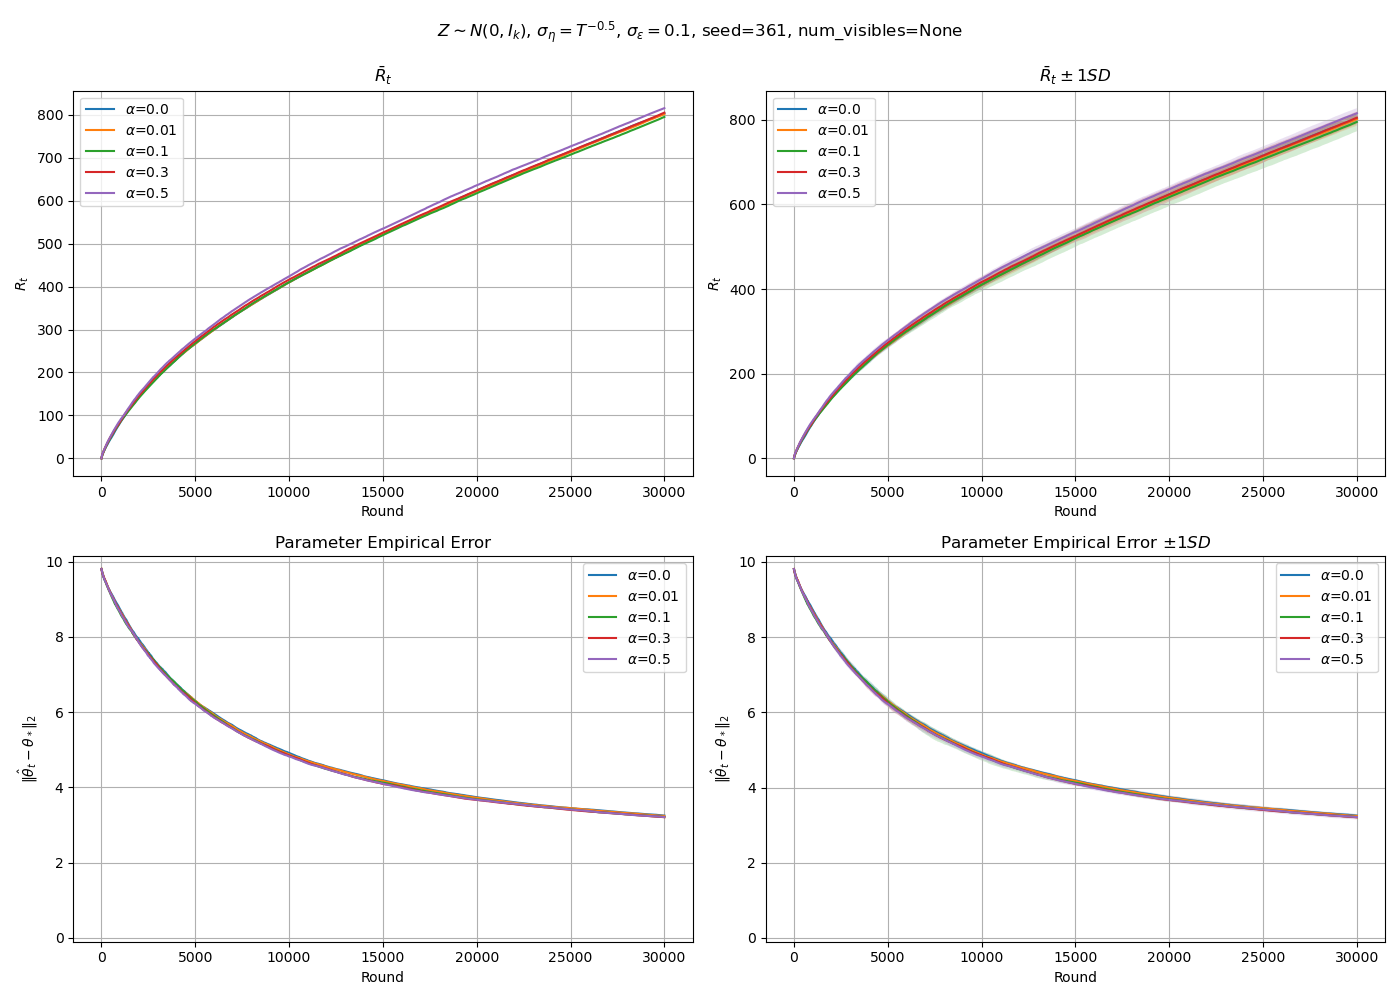 Z ~ N(0, I_k), σ_η = T^{−0.5}, σ_ε = 0.1, seed=361, num_visibles=None
R̄_t
α=0.0
α=0.01
α=0.1
α=0.3
α=0.5
800
700
600
500
400
300
200
100
0
R_t
0 5000 10000 15000 20000 25000 30000
Round
R̄_t ± 1SD
α=0.0
α=0.01
α=0.1
α=0.3
α=0.5
800
600
400
200
0
R_t
0 5000 10000 15000 20000 25000 30000
Round
Parameter Empirical Error
α=0.0
α=0.01
α=0.1
α=0.3
α=0.5
10
8
6
4
2
0
‖θ̂_t − θ_*‖_2
0 5000 10000 15000 20000 25000 30000
Round
Parameter Empirical Error ±1SD
α=0.0
α=0.01
α=0.1
α=0.3
α=0.5
10
8
6
4
2
0
‖θ̂_t − θ_*‖_2
0 5000 10000 15000 20000 25000 30000
Round